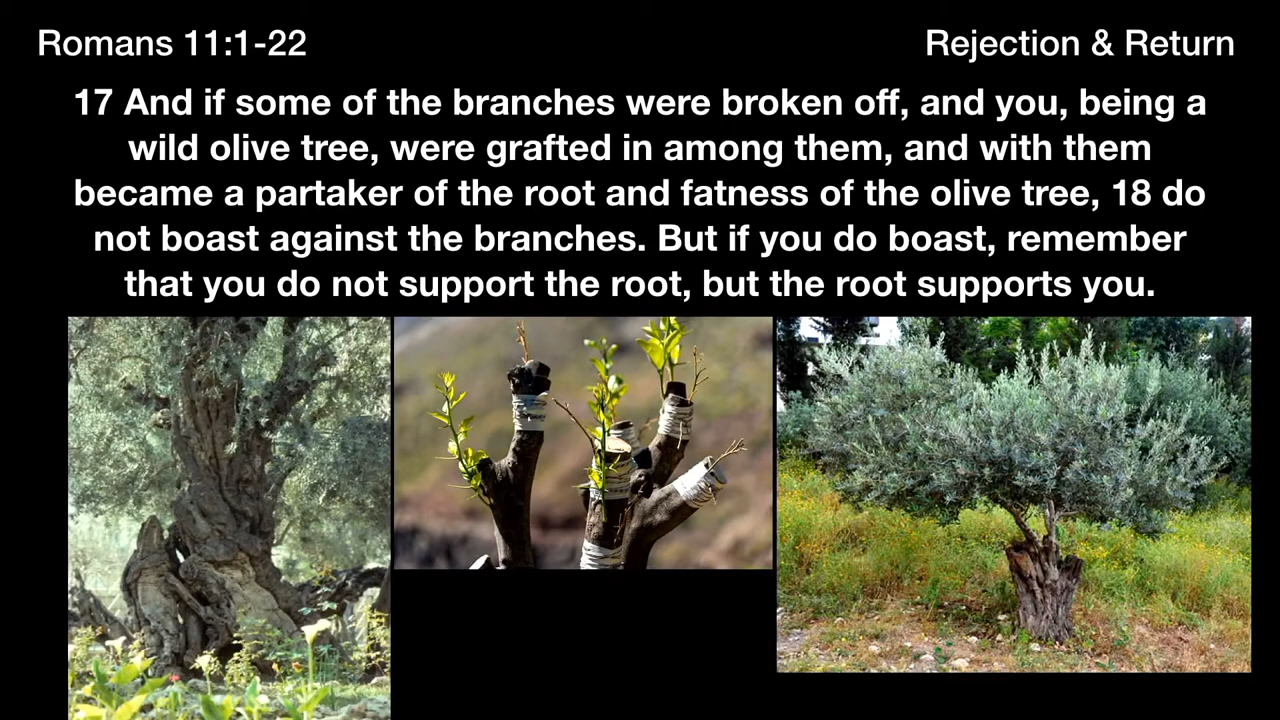 Romans 11:1-22
Rejection & Return
17 And if some of the branches were broken off, and you, being a
wild olive tree, were grafted in among them, and with them
became a partaker of the root and fatness of the olive tree, 18 do
not boast against the branches. But if you do boast, remember
that you do not support the root, but the root supports you.